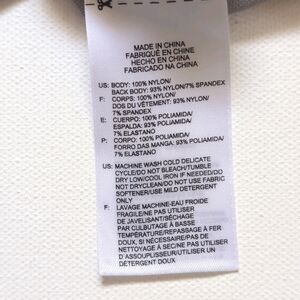 MADE IN CHINA
FABRIQUÉ EN CHINE
HECHO EN CHINA
FABRICADO NA CHINA
US: BODY: 100% NYLON/
BACK BODY: 93% NYLON/7% SPANDEX
F: CORPS: 100% NYLON/
DOS DU VÊTEMENT: 93% NYLON/
7% SPANDEX
E: CUERPO: 100% POLIAMIDA/
ESPALDA: 93% POLIAMIDA/
7% ELASTANO
P: CORPO: 100% POLIAMIDA/
FORRO DAS MANGA: 93% POLIAMIDA/
7% ELASTANO
US: MACHINE WASH COLD DELICATE
CYCLE/DO NOT BLEACH/TUMBLE
DRY LOW/COOL IRON IF NEEDED/DO
NOT DRYCLEAN/DO NOT USE FABRIC
SOFTENER/USE MILD DETERGENT
ONLY
F: LAVAGE MACHINE-EAU FROIDE
FRAGILE/NE PAS UTILISER
DE JAVELISANT/SÉCHAGE
PAR CULBUTAGE À BASSE
TEMPÉRATURE/REPASSAGE À FER
DOUX, SI NÉCESSAIRE/PAS DE
NETTOYAGE À SEC/NE PAS UTILISER
D'ASSOUPLISSEUR/UTILISER UN
DÉTERGENT DOUX